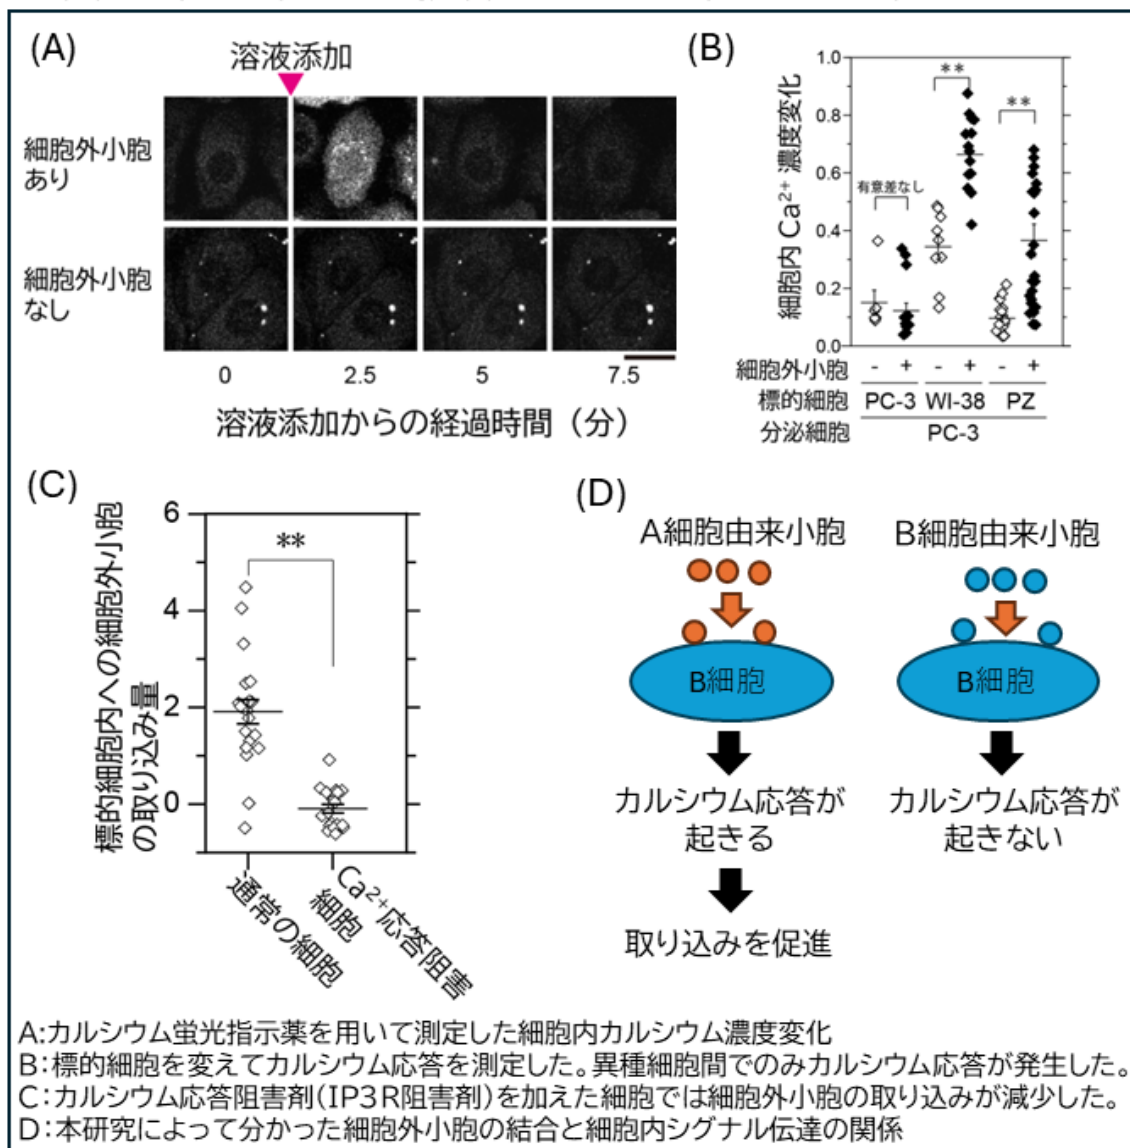 (A)
溶液添加
細胞外小胞
あり
細胞外小胞
なし
0 2.5 5 7.5
溶液添加からの経過時間（分）
(B)
細胞内 Ca²⁺ 濃度変化
1.0
0.8
0.6
0.4
0.2
0.0
有意差なし
**
**
細胞外小胞 - + - + - +
標的細胞 PC-3 WI-38 PZ
分泌細胞 PC-3
(C)
標的細胞内への細胞外小胞
の取り込み量
6
4
2
0
**
通常の細胞
Ca²⁺応答阻害
細胞
(D)
A細胞由来小胞
B細胞
カルシウム応答が
起きる
取り込みを促進
B細胞由来小胞
B細胞
カルシウム応答が
起きない
A:カルシウム蛍光指示薬を用いて測定した細胞内カルシウム濃度変化
B：標的細胞を変えてカルシウム応答を測定した。異種細胞間でのみカルシウム応答が発生した。
C：カルシウム応答阻害剤（IP3R阻害剤）を加えた細胞では細胞外小胞の取り込みが減少した。
D：本研究によって分かった細胞外小胞の結合と細胞内シグナル伝達の関係